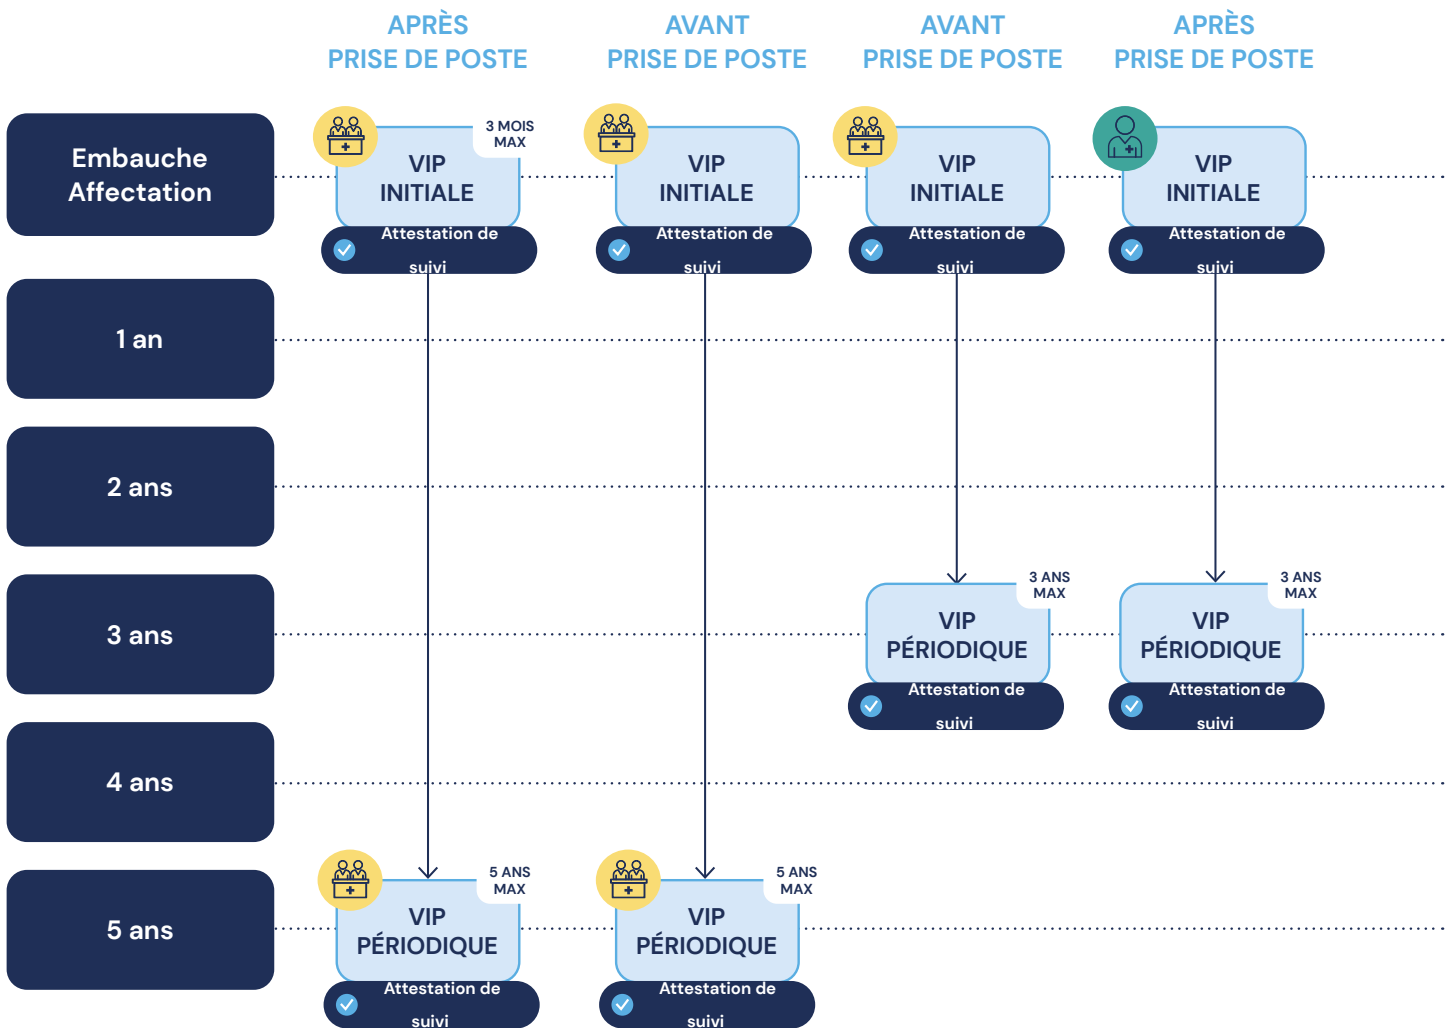 APRÈS
PRISE DE POSTE
AVANT
PRISE DE POSTE
AVANT
PRISE DE POSTE
APRÈS
PRISE DE POSTE
Embauche
Affectation
3 MOIS
MAX
VIP
INITIALE
Attestation de
suivi
VIP
INITIALE
Attestation de
suivi
VIP
INITIALE
Attestation de
suivi
VIP
INITIALE
Attestation de
suivi
1 an
2 ans
3 ans
3 ANS
MAX
VIP
PÉRIODIQUE
Attestation de
suivi
3 ANS
MAX
VIP
PÉRIODIQUE
Attestation de
suivi
4 ans
5 ans
5 ANS
MAX
VIP
PÉRIODIQUE
Attestation de
suivi
5 ANS
MAX
VIP
PÉRIODIQUE
Attestation de
suivi